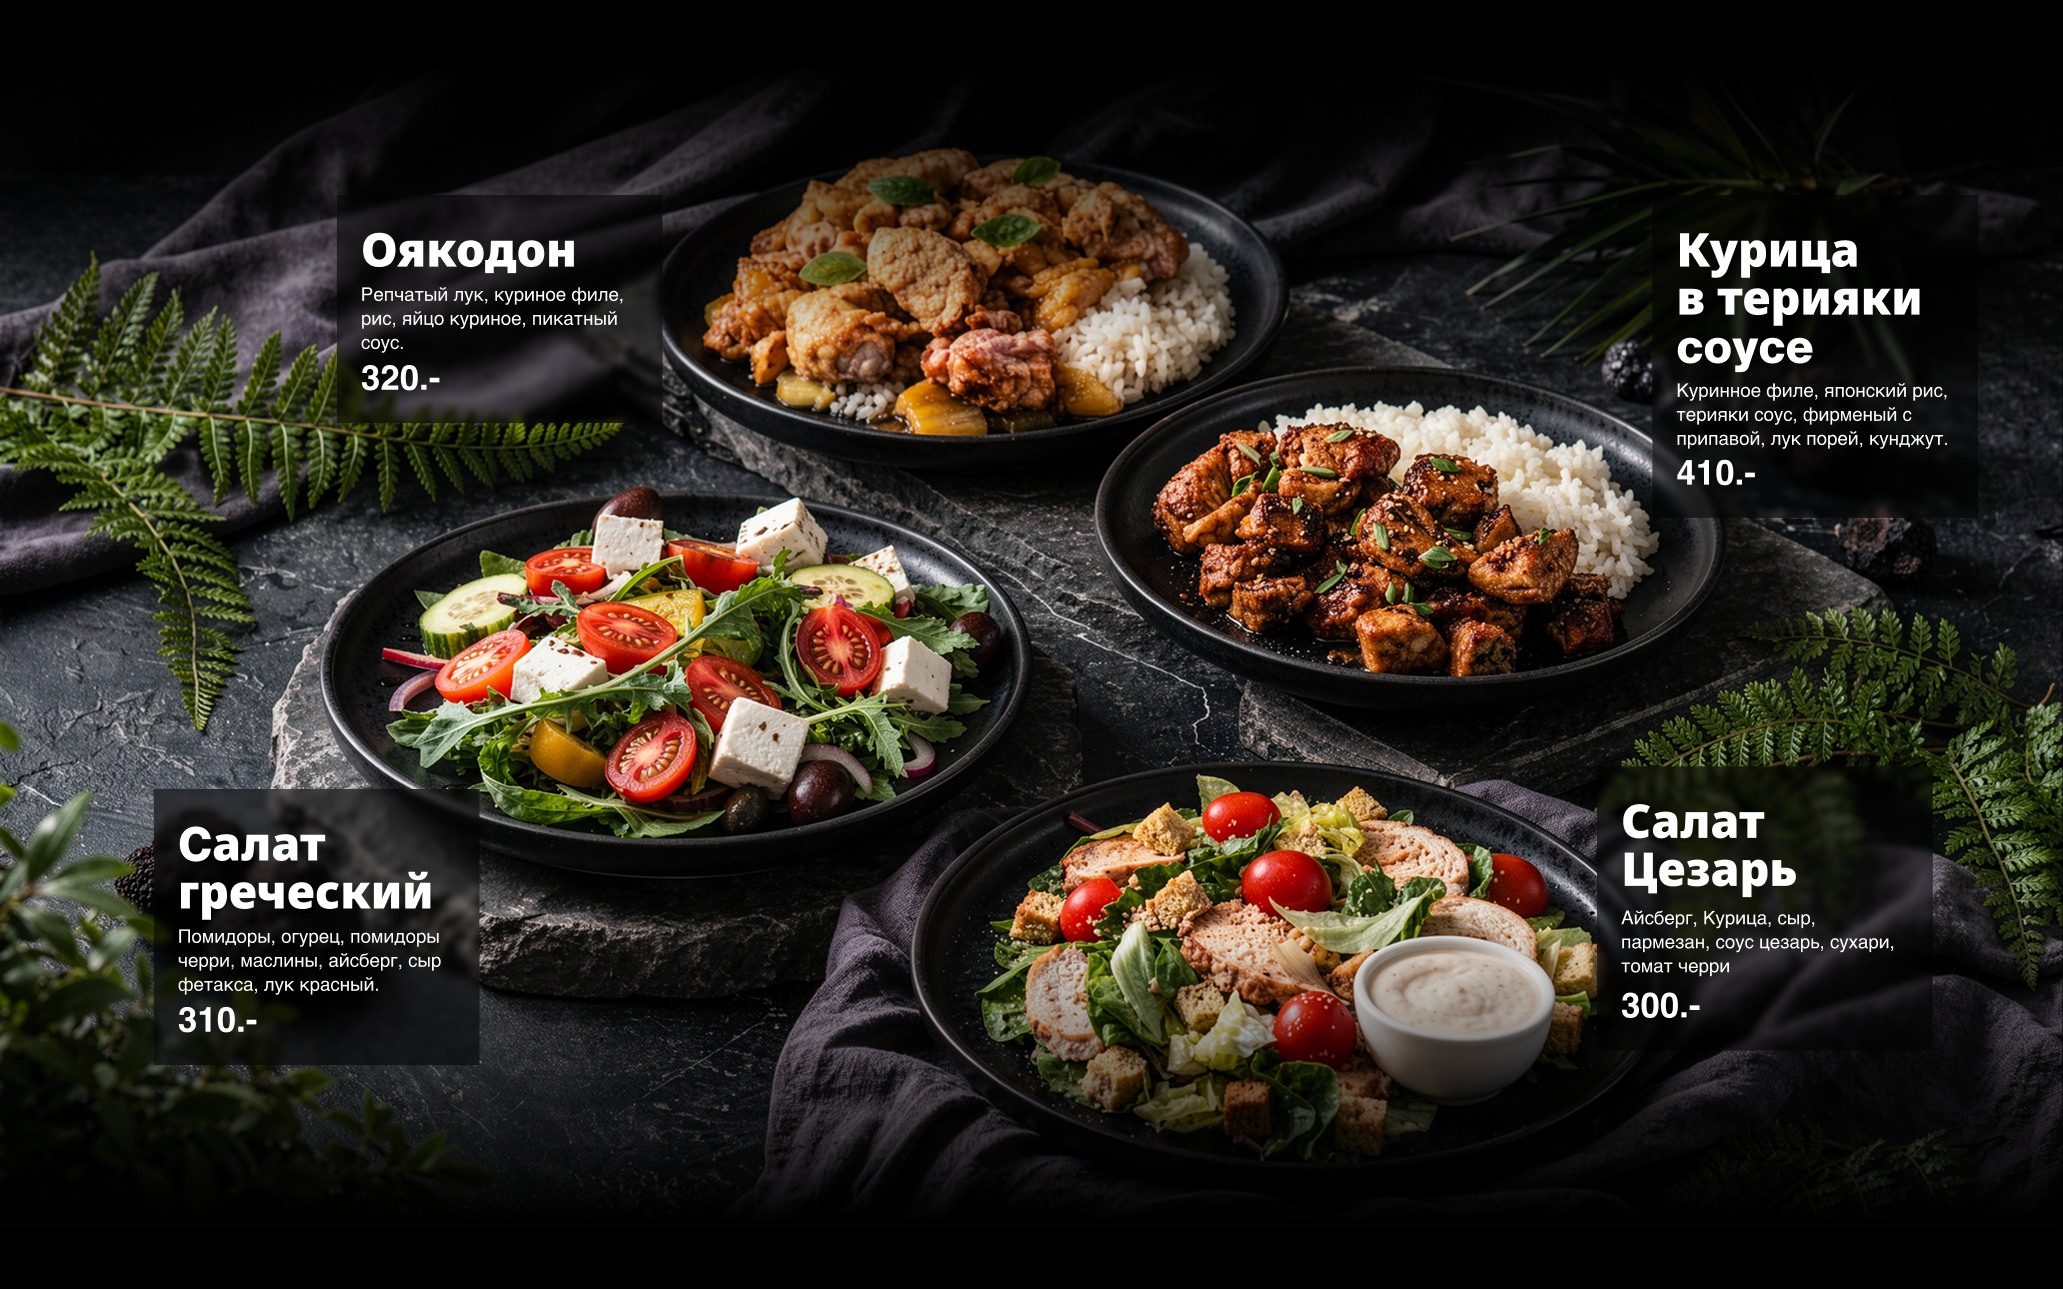 Оякодон
Репчатый лук, куриное филе,
рис, яйцо куриное, пикатный
соус.
320.-
Курица
в терияки
соусе
Куринное филе, японский рис,
терияки соус, фирменый с
припавой, лук порей, кунджут.
410.-
Салат
греческий
Помидоры, огурец, помидоры
черри, маслины, айсберг, сыр
фетакса, лук красный.
310.-
Салат
Цезарь
Айсберг, Курица, сыр,
пармезан, соус цезарь, сухари,
томат черри
300.-